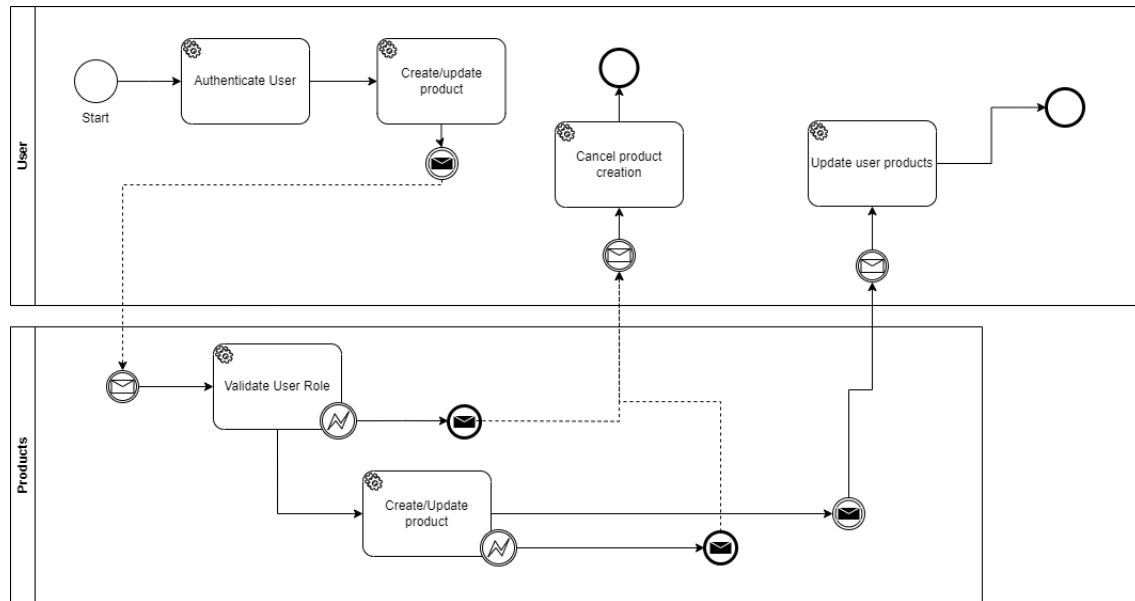 User
Start
Authenticate User
Create/update
product
Cancel product
creation
Update user products
Products
Validate User Role
Create/Update
product